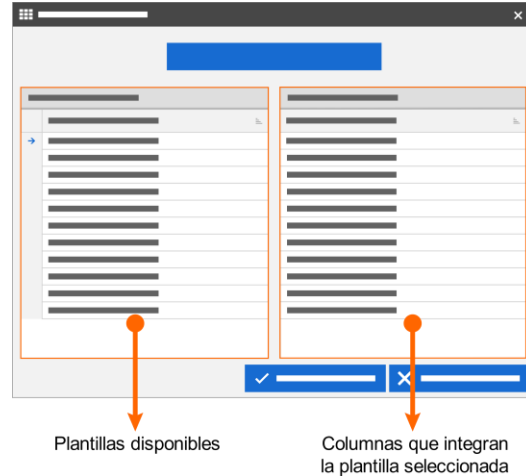 Plantillas disponibles
Columnas que integran
la plantilla seleccionada